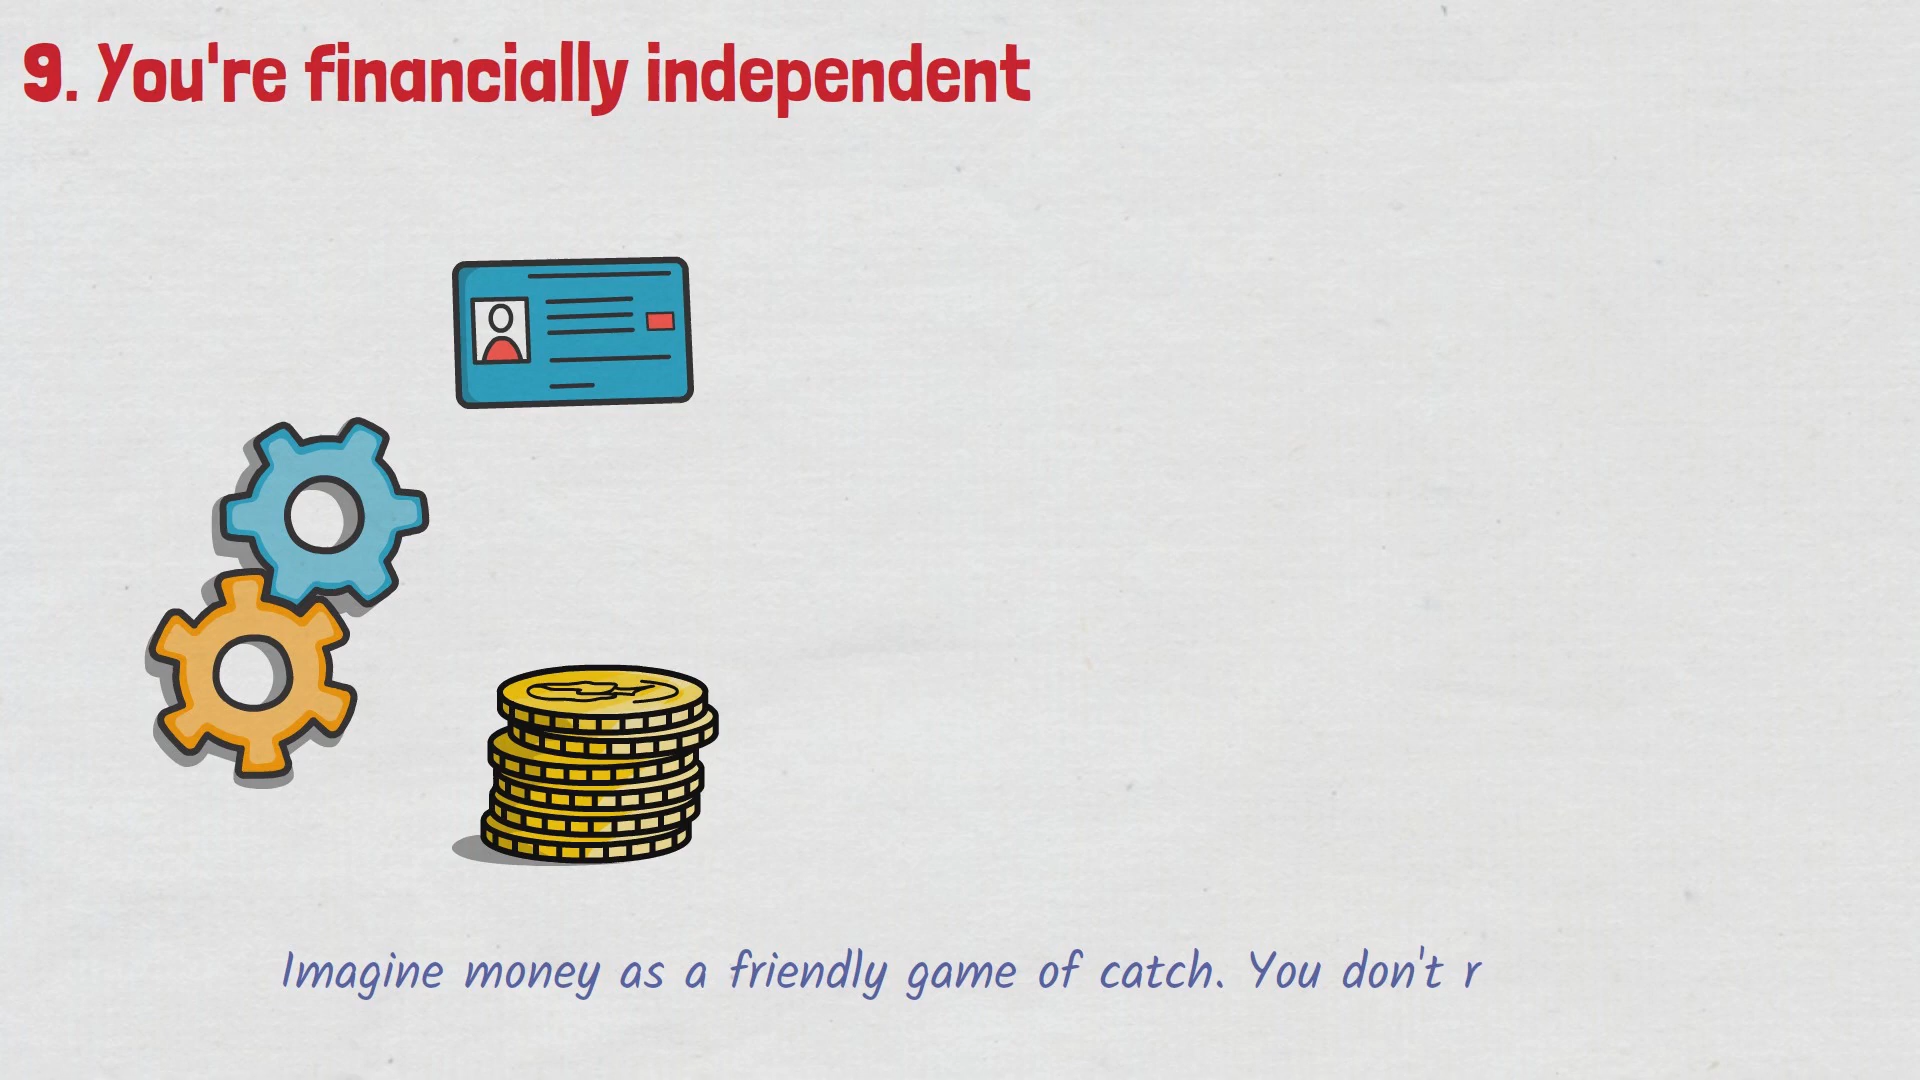 9. You're financially independent
Imagine money as a friendly game of catch. You don't r